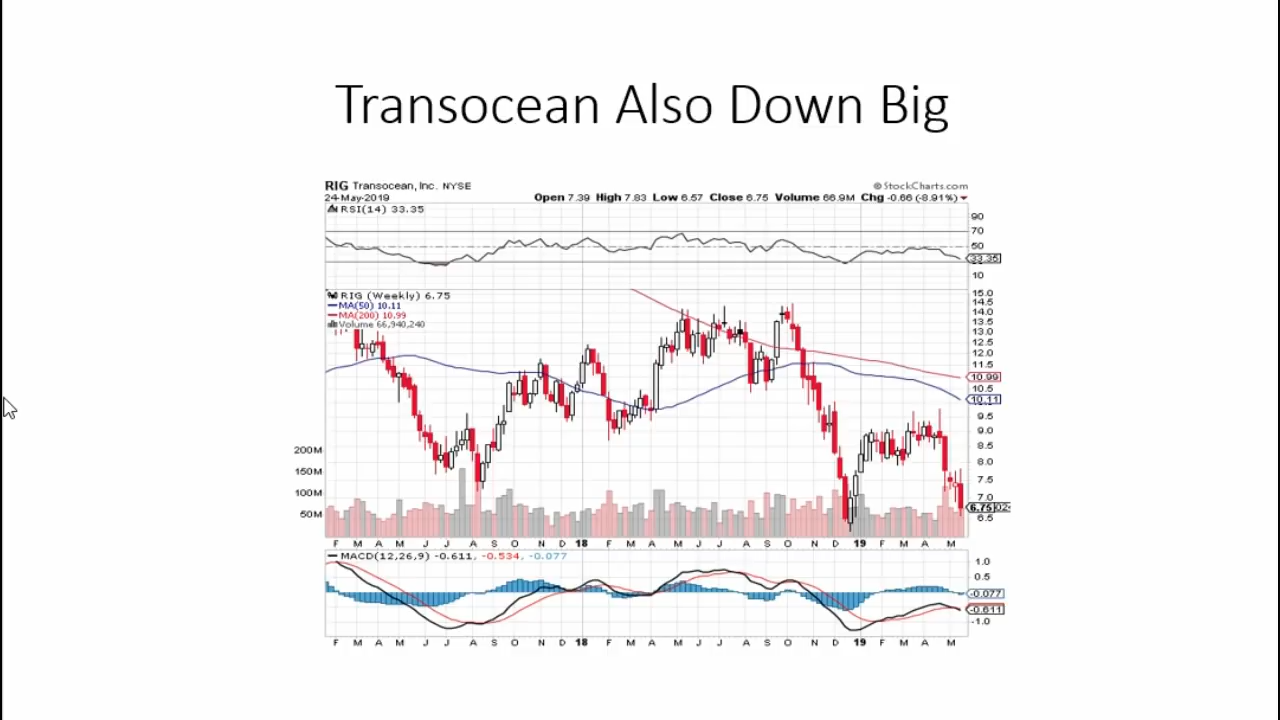 Transocean Also Down Big
RIG Transocean, Inc. NYSE
© StockCharts.com
24-May-2019
Open 7.39 High 7.83 Low 6.57 Close 6.75 Volume 66.9M Chg -0.66 (-8.91%)
RSI(14) 33.35
90
70
50
33.35
10
RIG (Weekly) 6.75
MA(50) 10.11
MA(200) 10.99
Volume 66,940,240
15.0
14.5
14.0
13.5
13.0
12.5
12.0
11.5
10.99
10.5
10.11
9.5
9.0
8.5
8.0
7.5
7.0
6.75
6.5
200M
150M
100M
50M
F M A M J J A S O N D 18 F M A M J J A S O N D 19 F M A M
MACD(12,26,9) -0.611, -0.534, -0.077
1.0
0.5
-0.077
-0.611
-1.0
F M A M J J A S O N D 18 F M A M J J A S O N D 19 F M A M